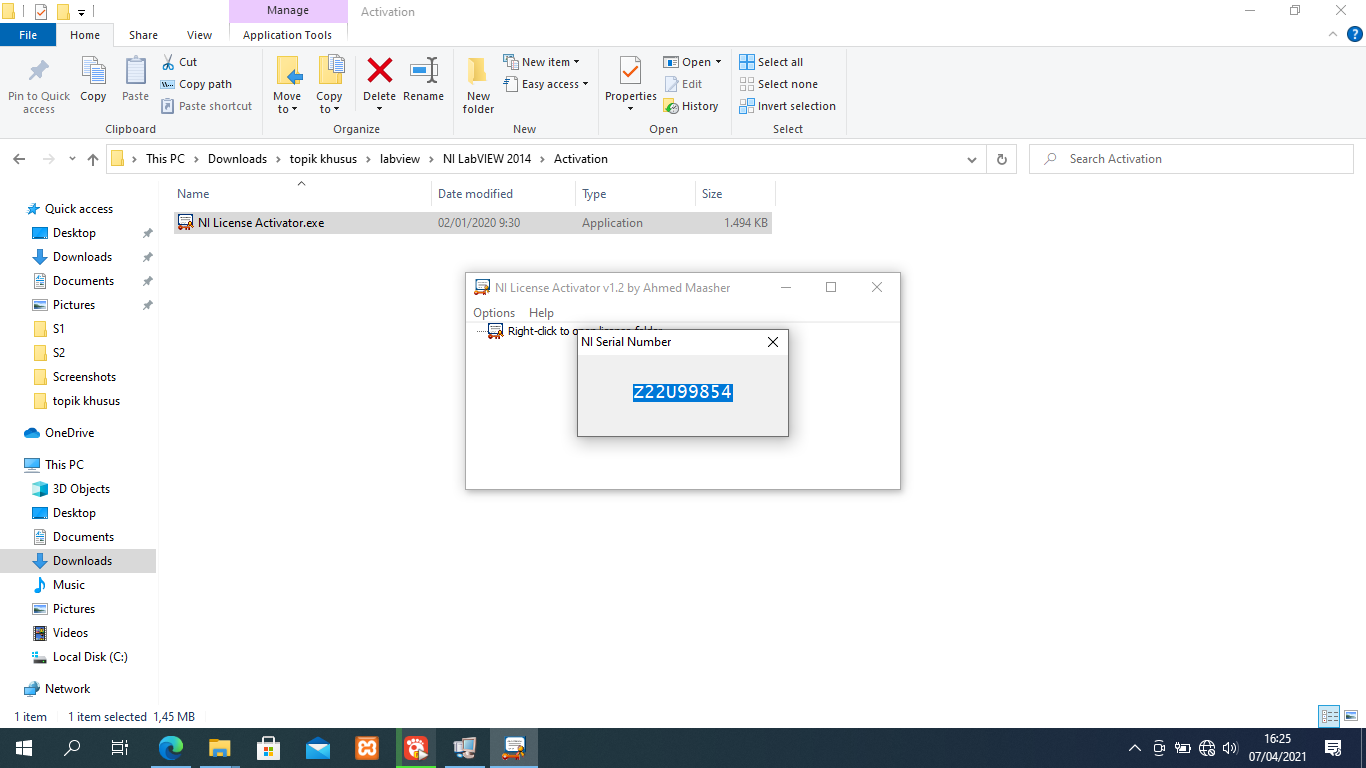 Manage
Activation
File
Home
Share
View
Application Tools
Pin to Quick access
Copy
Paste
Cut
Copy path
Paste shortcut
Clipboard
Move to
Copy to
Delete
Rename
Organize
New folder
New item
Easy access
New
Properties
Open
Edit
History
Open
Select all
Select none
Invert selection
Select
This PC > Downloads > topik khusus > labview > NI LabVIEW 2014 > Activation
Search Activation
Name
Date modified
Type
Size
NI License Activator.exe
02/01/2020 9:30
Application
1.494 KB
Quick access
Desktop
Downloads
Documents
Pictures
S1
S2
Screenshots
topik khusus
OneDrive
This PC
3D Objects
Desktop
Documents
Downloads
Music
Pictures
Videos
Local Disk (C:)
Network
NI License Activator v1.2 by Ahmed Maasher
Options
Help
Right-click to
NI Serial Number
Z22U99854
1 item
1 item selected 1,45 MB
16:25
07/04/2021